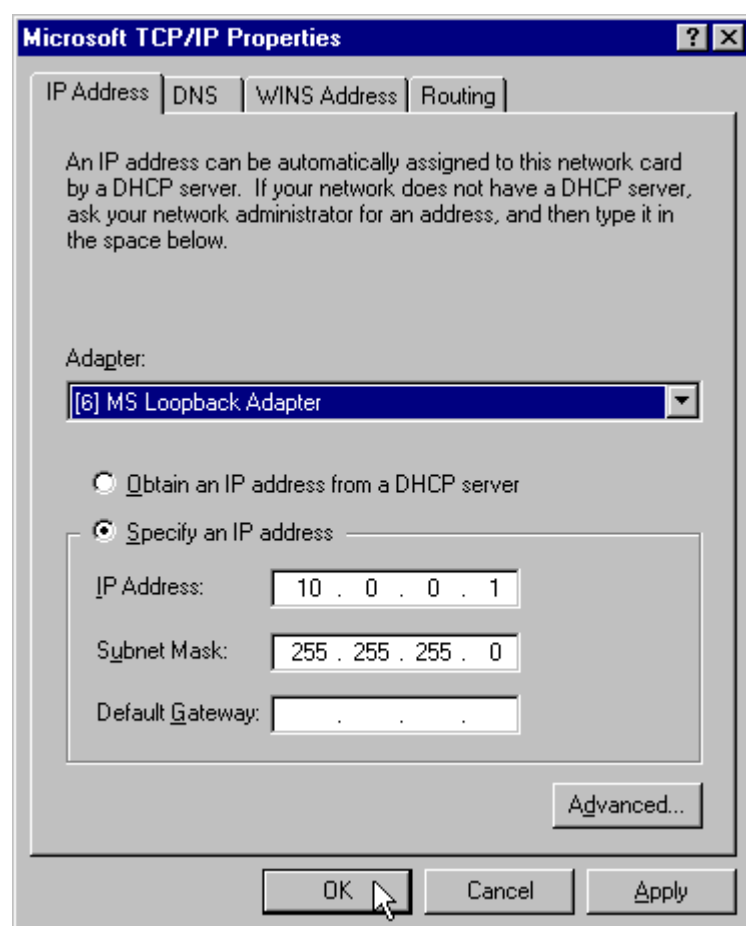 Microsoft TCP/IP Properties
IP Address DNS WINS Address Routing
An IP address can be automatically assigned to this network card
by a DHCP server. If your network does not have a DHCP server,
ask your network administrator for an address, and then type it in
the space below.
Adapter:
[6] MS Loopback Adapter
Obtain an IP address from a DHCP server
Specify an IP address
IP Address: 10 . 0 . 0 . 1
Subnet Mask: 255 . 255 . 255 . 0
Default Gateway: . . .
Advanced...
OK Cancel Apply